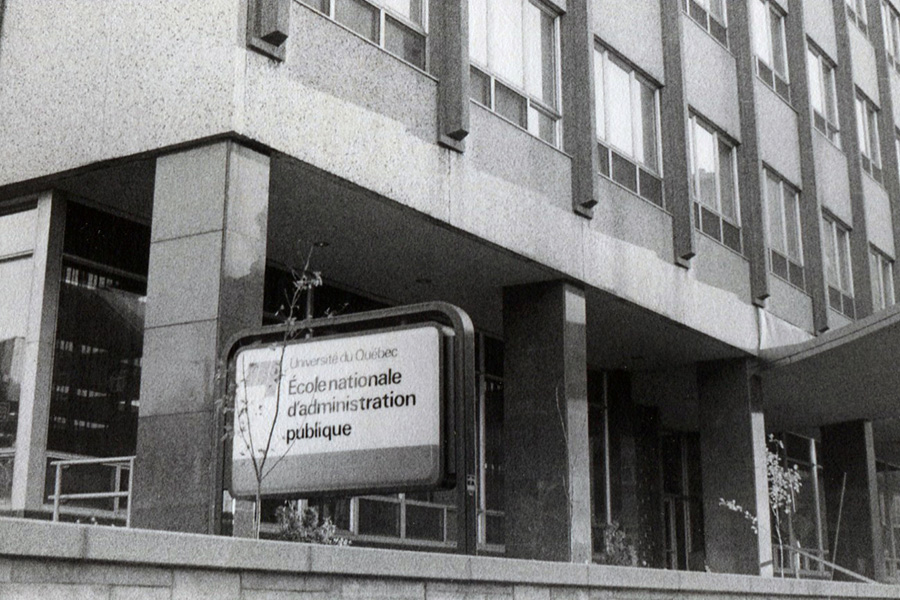 Université du Québec
École nationale
d'administration
publique